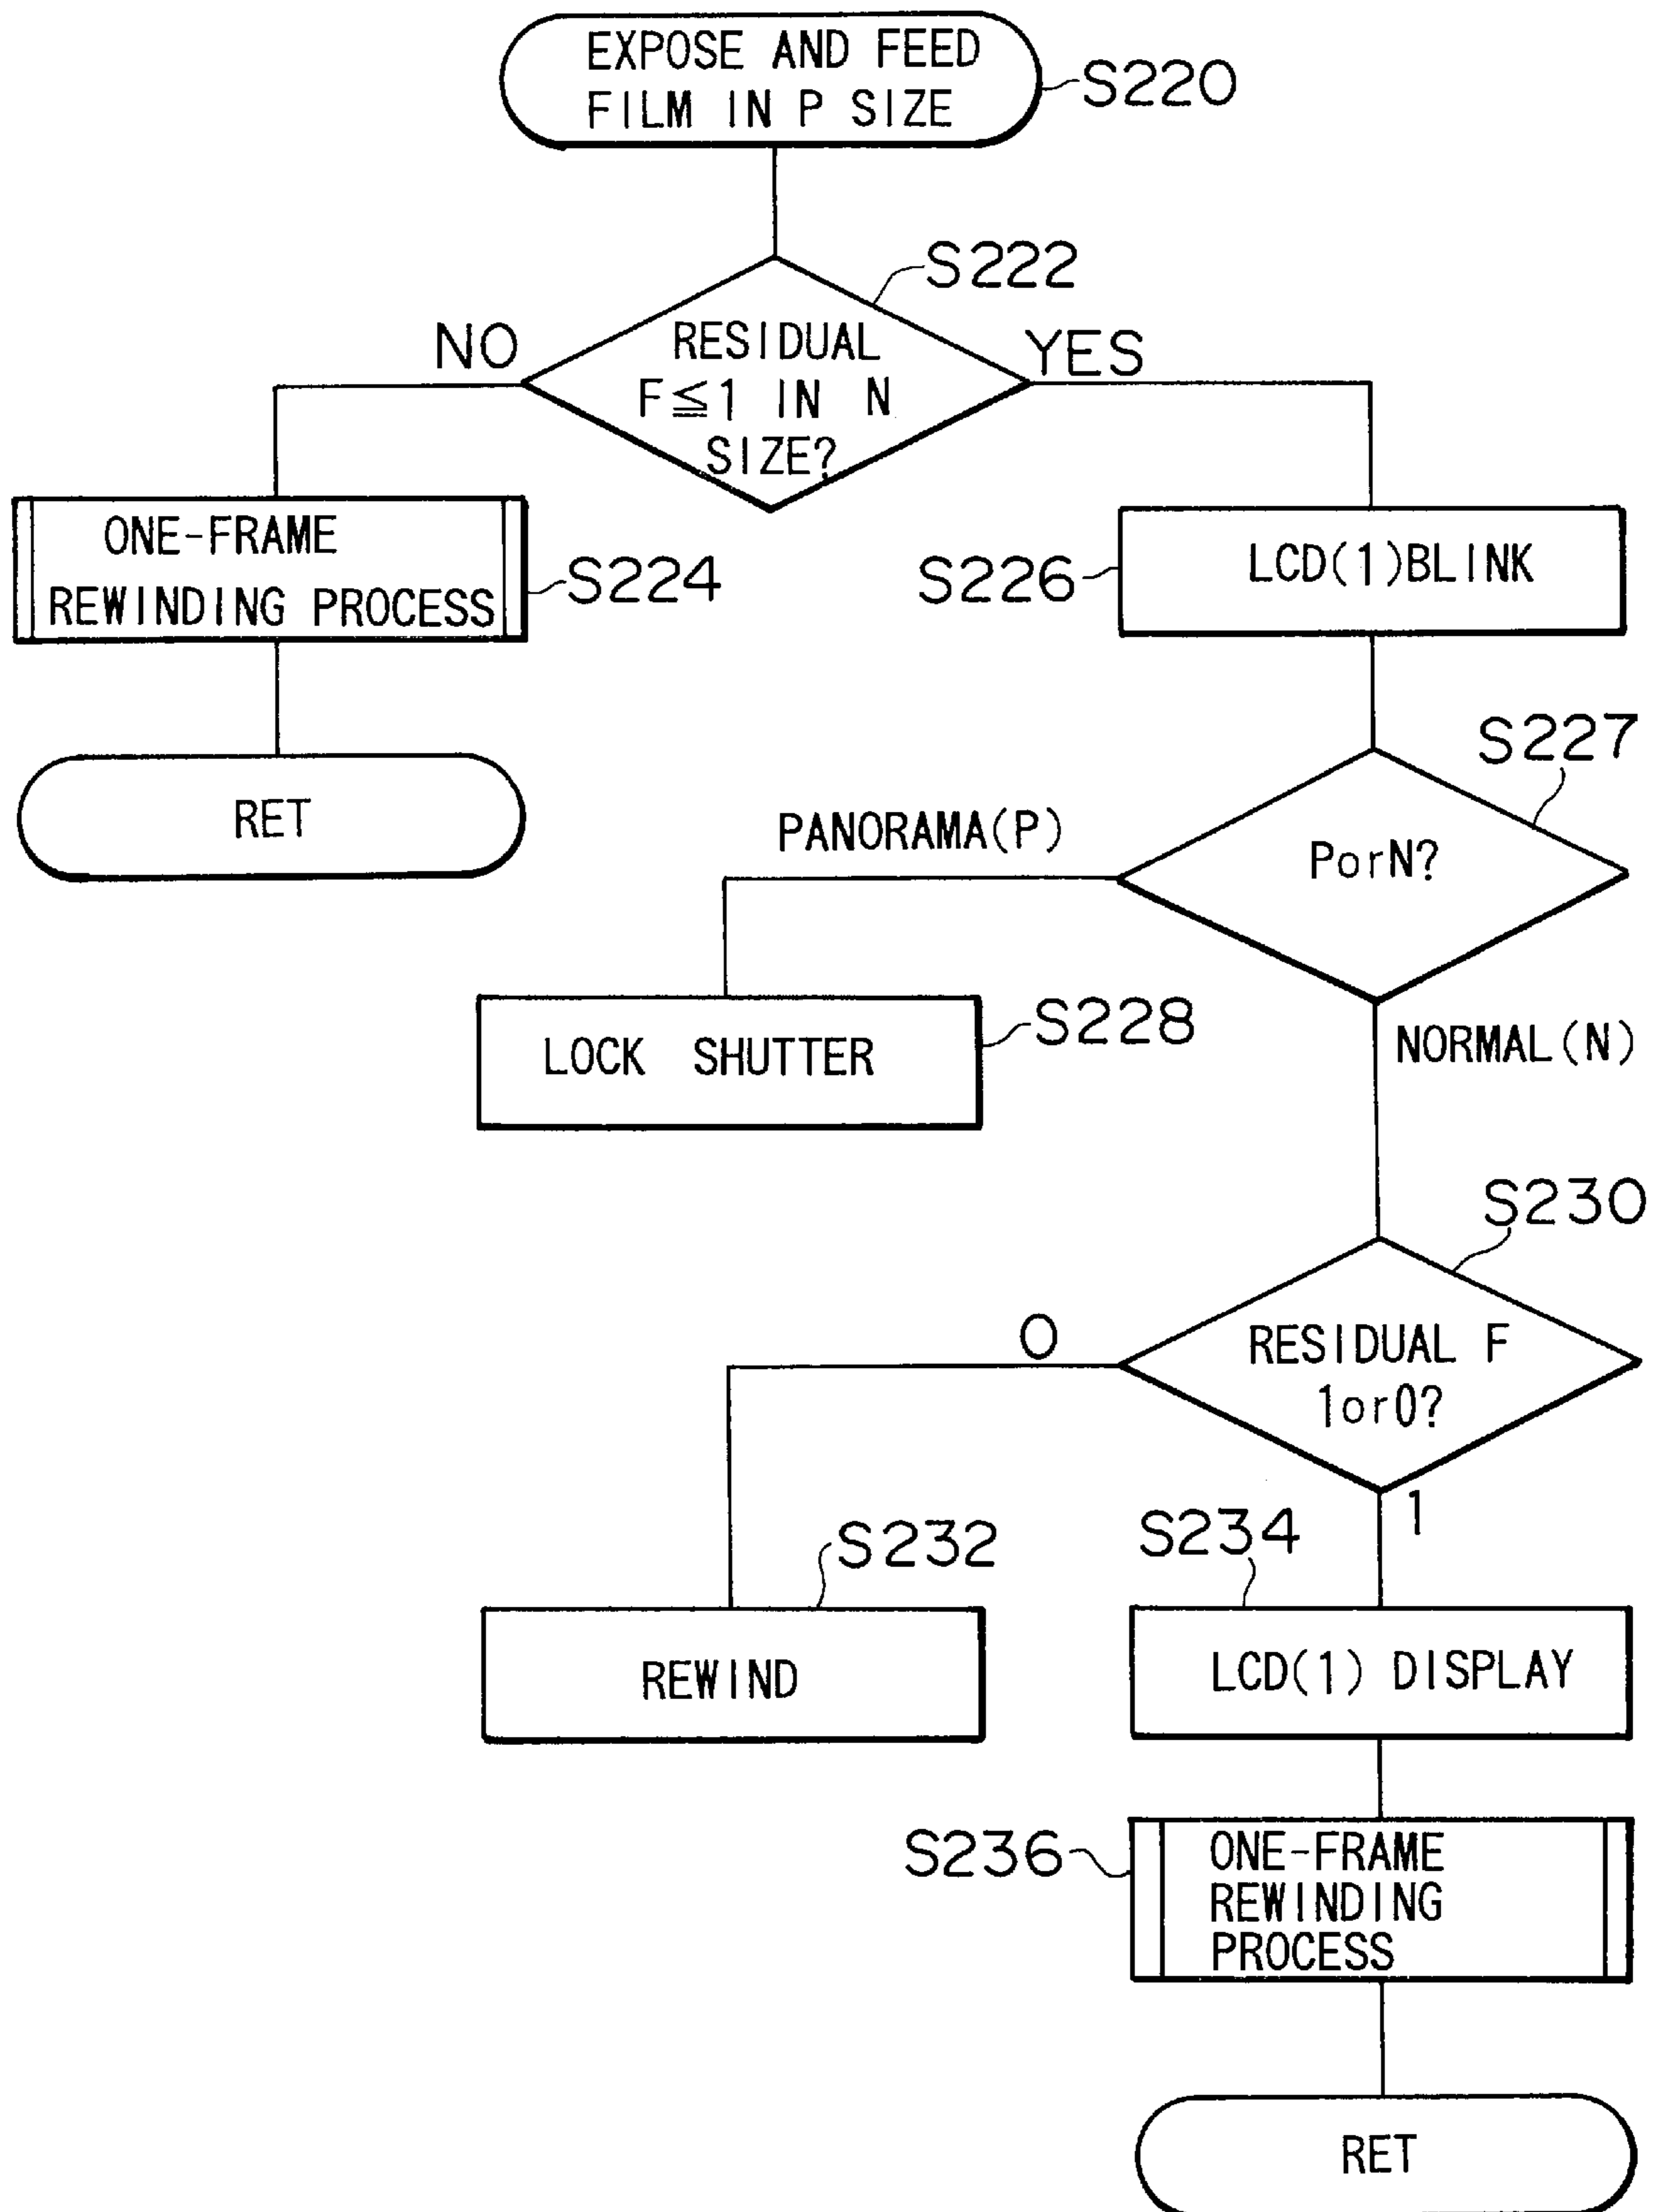 EXPOSE AND FEED
FILM IN P SIZE
S220
S222
NO
YES
RESIDUAL
F≦1 IN N
SIZE?
ONE-FRAME
REWINDING PROCESS
S224
S226
LCD(1)BLINK
RET
S227
PANORAMA(P)
PorN?
LOCK SHUTTER
S228
NORMAL(N)
S230
0
RESIDUAL F
1or0?
1
S232
S234
REWIND
LCD(1) DISPLAY
S236
ONE-FRAME
REWINDING
PROCESS
RET